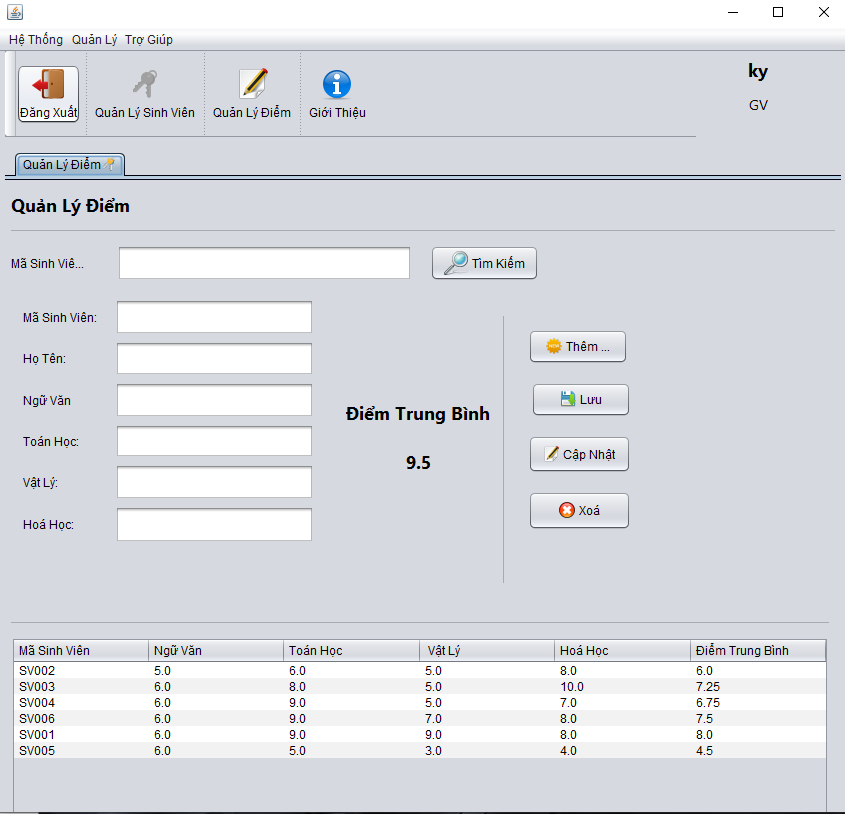 Hệ Thống Quản Lý Trợ Giúp
Đăng Xuất Quản Lý Sinh Viên Quản Lý Điểm Giới Thiệu
ky
GV
Quản Lý Điểm
Quản Lý Điểm
Mã Sinh Viê... Tìm Kiếm
Mã Sinh Viên:
Họ Tên:
Ngữ Văn
Toán Học:
Vật Lý:
Hoá Học:
Điểm Trung Bình
9.5
Thêm ...
Lưu
Cập Nhật
Xoá
Mã Sinh Viên Ngữ Văn Toán Học Vật Lý Hoá Học Điểm Trung Bình
SV002 5.0 6.0 5.0 8.0 6.0
SV003 6.0 8.0 5.0 10.0 7.25
SV004 6.0 9.0 5.0 7.0 6.75
SV006 6.0 9.0 7.0 8.0 7.5
SV001 6.0 9.0 9.0 8.0 8.0
SV005 6.0 5.0 3.0 4.0 4.5